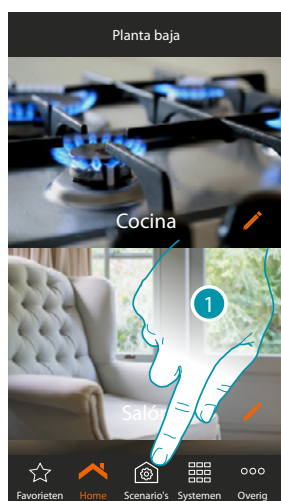 Planta baja
Cocina
1
Salón
Favorieten Home Scenario's Systemen Overig